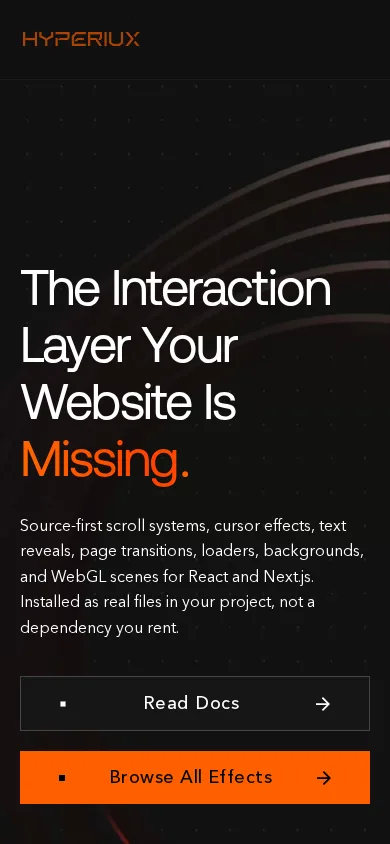 HYPERIUX
The Interaction
Layer Your
Website Is
Missing.
Source-first scroll systems, cursor effects, text
reveals, page transitions, loaders, backgrounds,
and WebGL scenes for React and Next.js.
Installed as real files in your project, not a
dependency you rent.
Read Docs
Browse All Effects